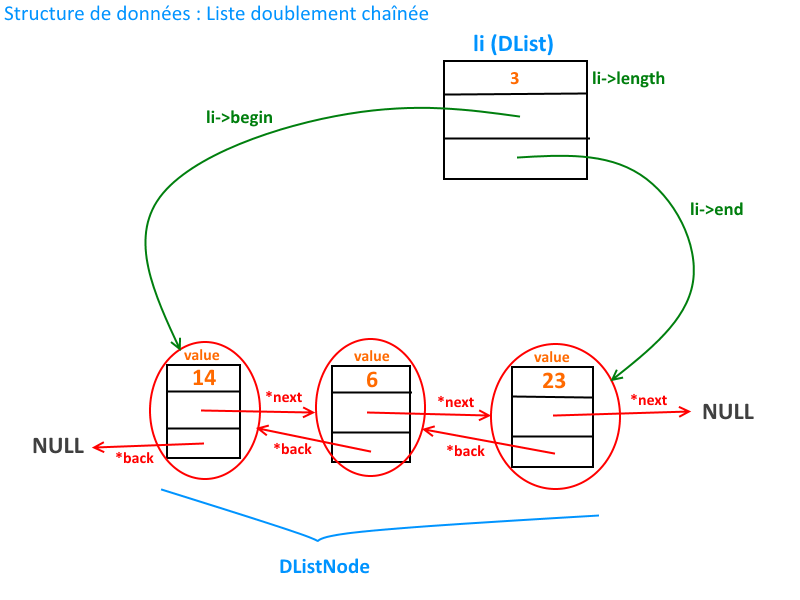 Structure de données : Liste doublement chaînée
li (DList)
3
li->length
li->begin
li->end
value
value
value
14
6
23
*next
*next
*next
NULL
NULL
*back
*back
*back
DListNode